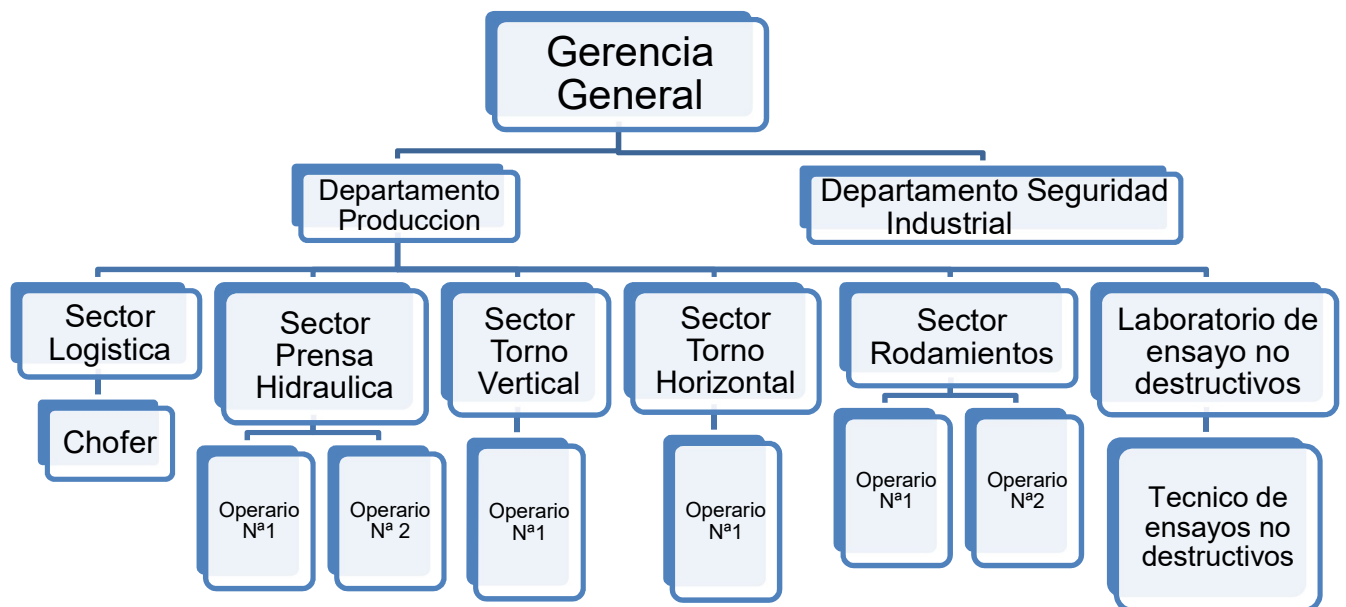 Gerencia
General
Departamento
Produccion
Departamento Seguridad
Industrial
Sector
Logistica
Sector
Prensa
Hidraulica
Sector
Torno
Vertical
Sector
Torno
Horizontal
Sector
Rodamientos
Laboratorio de
ensayo no
destructivos
Chofer
Operario
Nª1
Operario
Nª 2
Operario
Nª1
Operario
Nª1
Operario
Nª1
Operario
Nª2
Tecnico de
ensayos no
destructivos